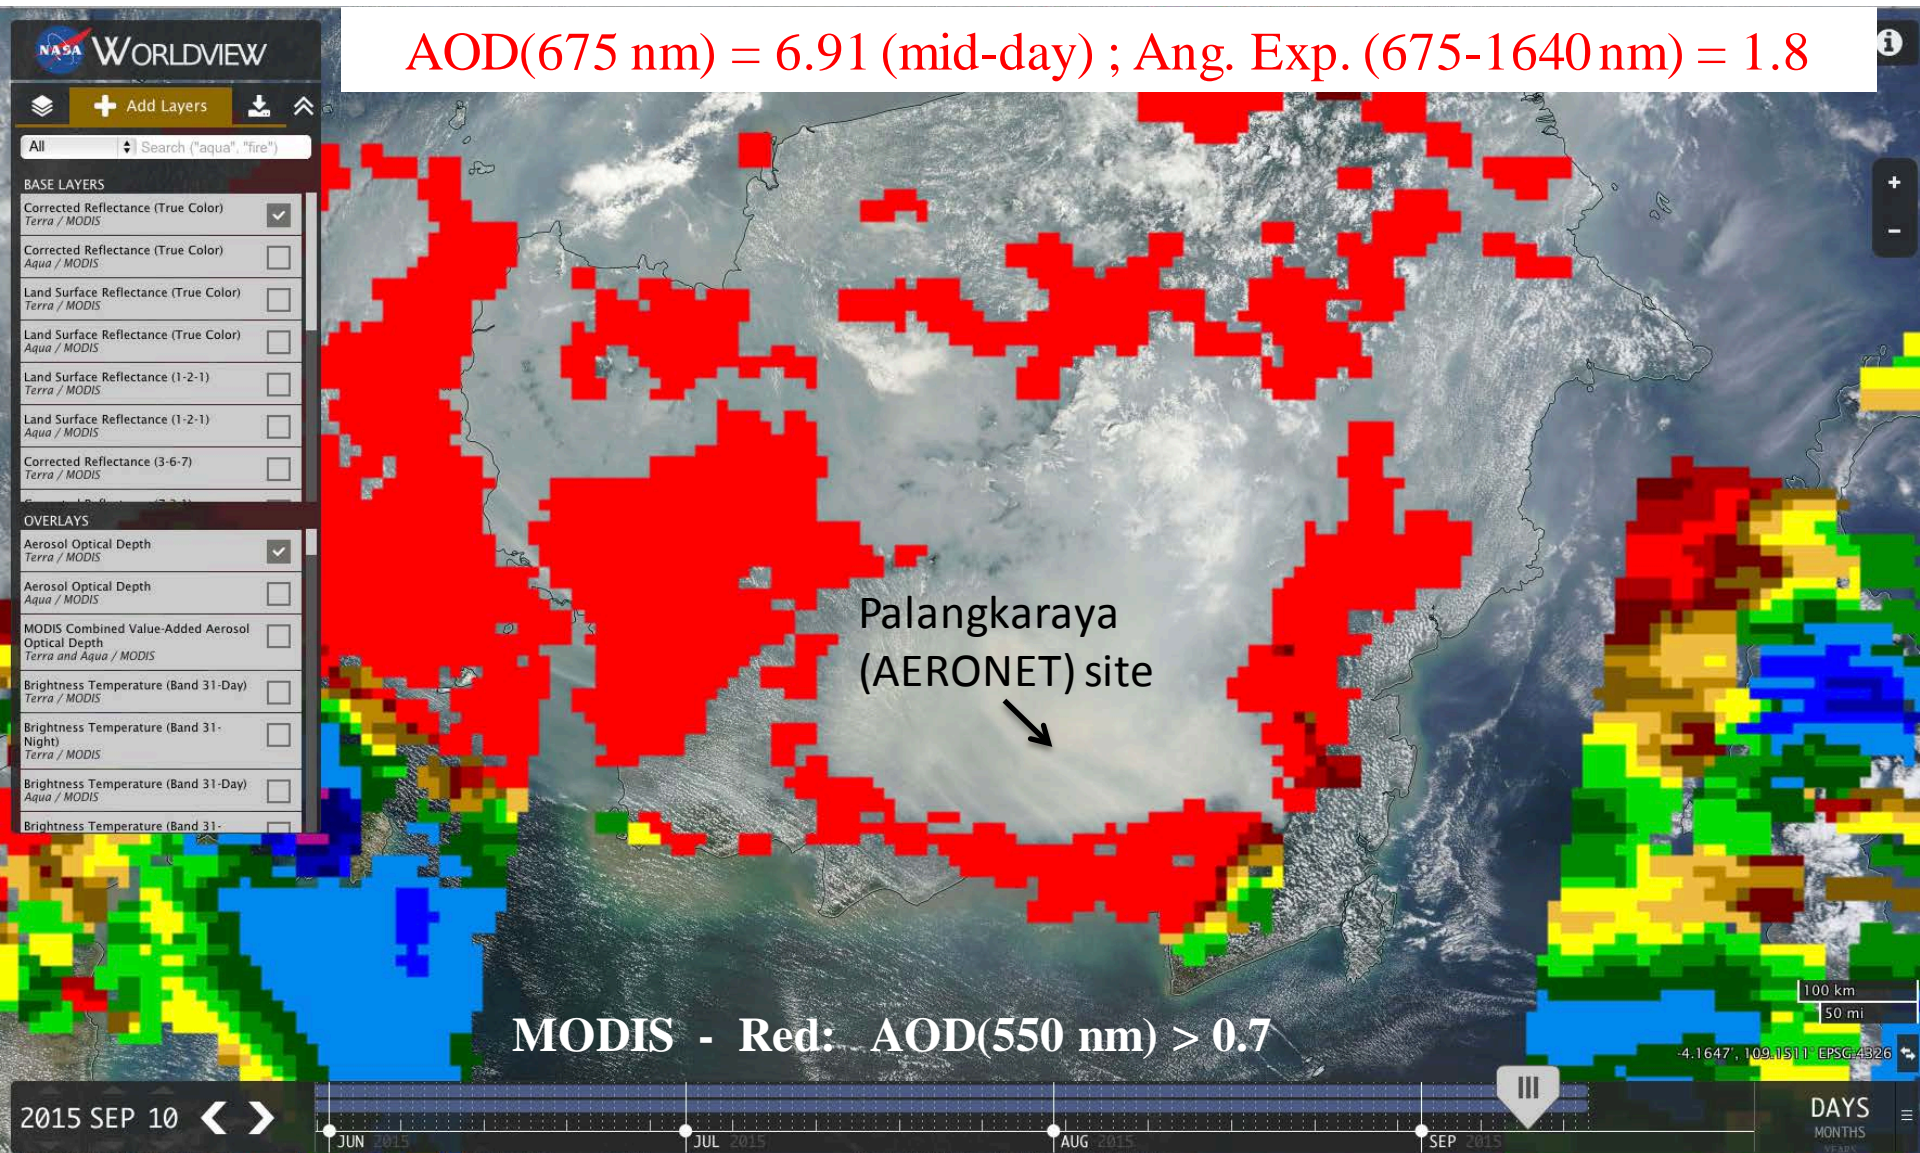 AOD(675 nm) = 6.91 (mid-day) ; Ang. Exp. (675-1640 nm) = 1.8
NASA WORLDVIEW
Add Layers
All
Search ("aqua", "fire")
BASE LAYERS
Corrected Reflectance (True Color)
Terra / MODIS
Corrected Reflectance (True Color)
Aqua / MODIS
Land Surface Reflectance (True Color)
Terra / MODIS
Land Surface Reflectance (True Color)
Aqua / MODIS
Land Surface Reflectance (1-2-1)
Terra / MODIS
Land Surface Reflectance (1-2-1)
Aqua / MODIS
Corrected Reflectance (3-6-7)
Terra / MODIS
OVERLAYS
Aerosol Optical Depth
Terra / MODIS
Aerosol Optical Depth
Aqua / MODIS
MODIS Combined Value-Added Aerosol
Optical Depth
Terra and Aqua / MODIS
Brightness Temperature (Band 31-Day)
Terra / MODIS
Brightness Temperature (Band 31-
Night)
Terra / MODIS
Brightness Temperature (Band 31-Day)
Aqua / MODIS
Brightness Temperature (Band 31-
Palangkaraya
(AERONET) site
MODIS - Red: AOD(550 nm) > 0.7
100 km
50 mi
-4.1647°, 109.1511° EPSG:4326
2015 SEP 10
JUN 2015
JUL 2015
AUG 2015
SEP 2015
DAYS
MONTHS
YEARS